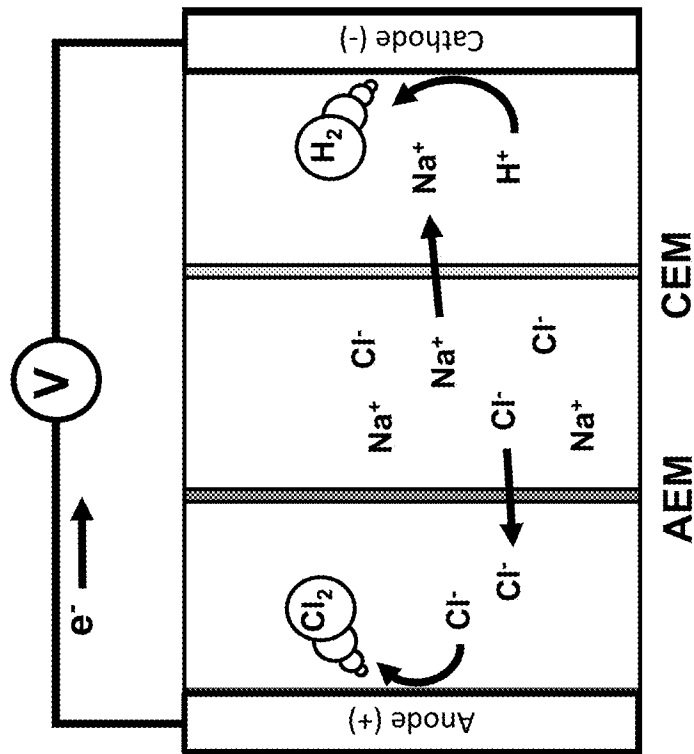 V
e⁻
Anode (+)
Cl₂
Cl⁻
Cl⁻
AEM
Na⁺
Cl⁻
Na⁺
Cl⁻
Na⁺
Cl⁻
CEM
H₂
Na⁺
H⁺
Cathode (-)